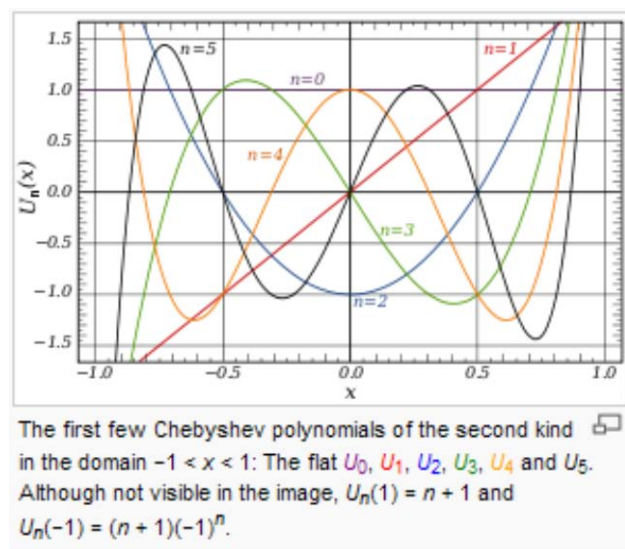 1.5
n=5
n=1
1.0
n=0
0.5
n=4
Uₙ(x)
0.0
n=3
−0.5
−1.0
n=2
−1.5
−1.0 −0.5 0.0 0.5 1.0
x
The first few Chebyshev polynomials of the second kind
in the domain −1 < x < 1: The flat U₀, U₁, U₂, U₃, U₄ and U₅.
Although not visible in the image, Uₙ(1) = n + 1 and
Uₙ(−1) = (n + 1)(−1)ⁿ.